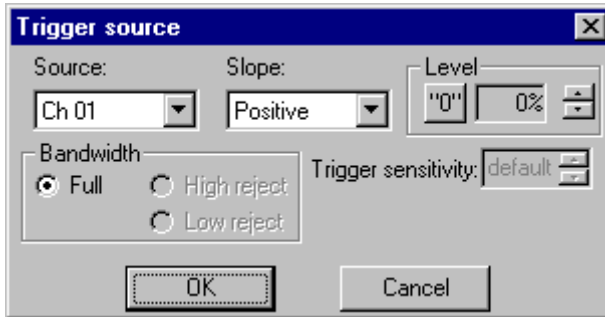 Trigger source
Source: Slope: Level
Ch 01 Positive "0" 0%
Bandwidth
Full High reject Trigger sensitivity: default
Low reject
OK Cancel